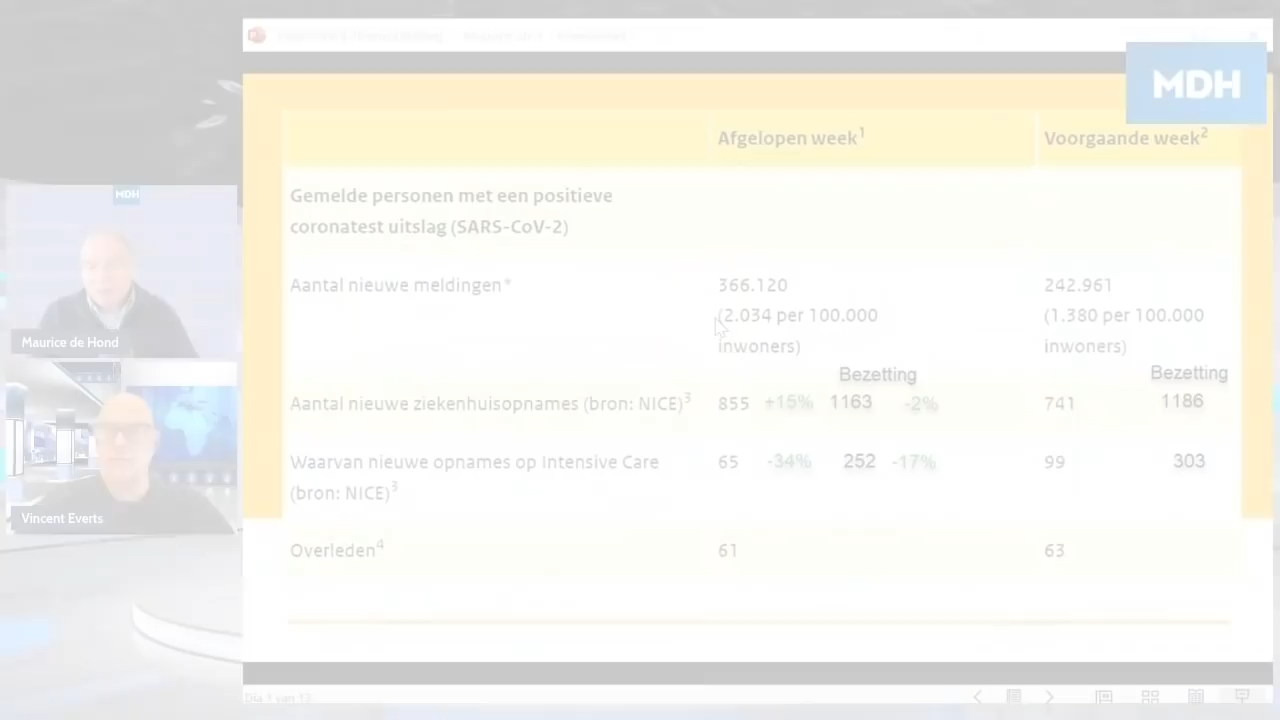 MDH
Afgelopen week1
Voorgaande week2
Gemelde personen met een positieve
coronatest uitslag (SARS-CoV-2)
Aantal nieuwe meldingen*
366.120
242.961
(2.034 per 100.000
(1.380 per 100.000
inwoners)
inwoners)
Bezetting
Bezetting
Aantal nieuwe ziekenhuisopnames (bron: NICE)3
855 +15% 1163 -2%
741 1186
Waarvan nieuwe opnames op Intensive Care
65 -34% 252 -17%
99 303
(bron: NICE)3
Overleden4
61
63
MDH
Maurice de Hond
Vincent Everts